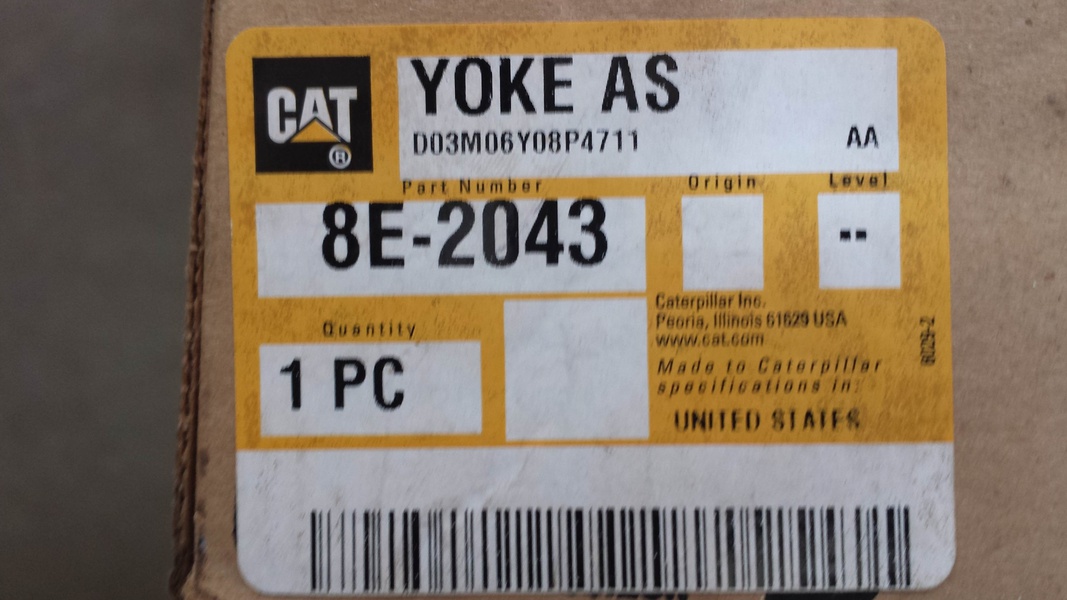 CAT
®
YOKE AS
D03M06Y08P4711 AA
Part Number Origin Level
8E-2043 --
Quantity
1 PC
Caterpillar Inc.
Peoria, Illinois 61629 USA
www.cat.com
Made to Caterpillar
specifications in:
UNITED STATES